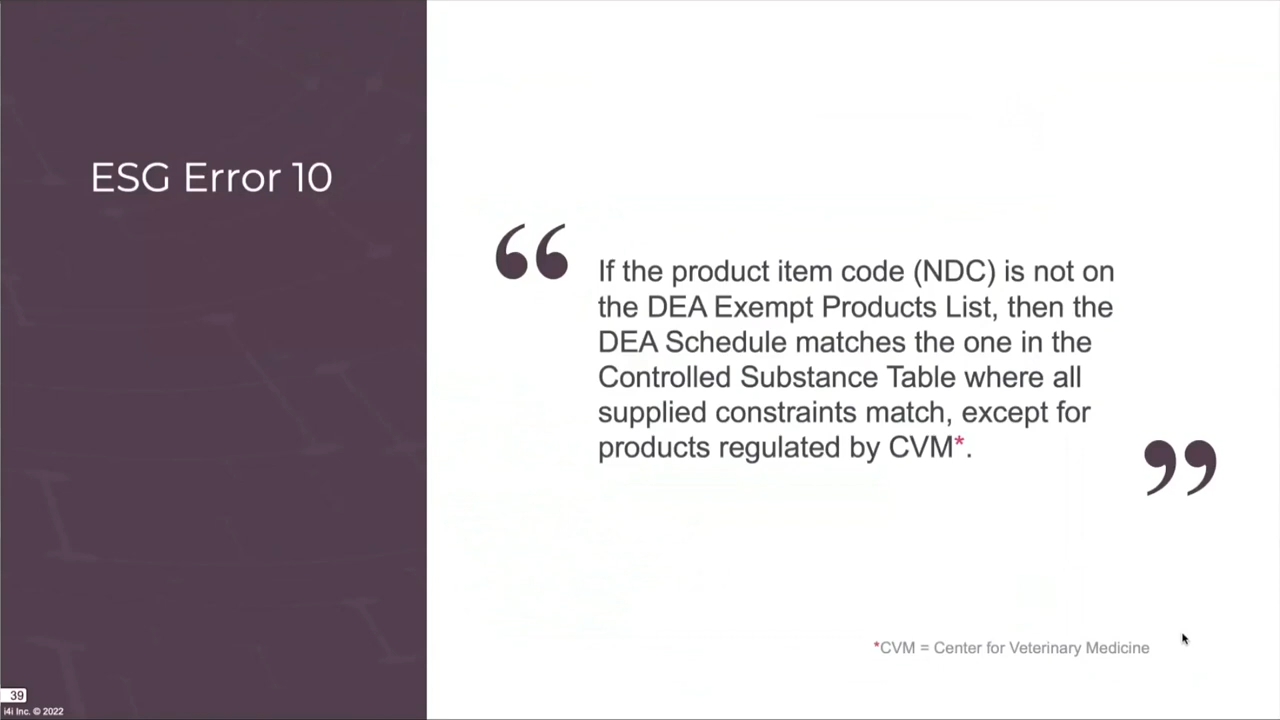 ESG Error 10
“
If the product item code (NDC) is not on
the DEA Exempt Products List, then the
DEA Schedule matches the one in the
Controlled Substance Table where all
supplied constraints match, except for
products regulated by CVM*.
”
*CVM = Center for Veterinary Medicine
39
i4i Inc. © 2022